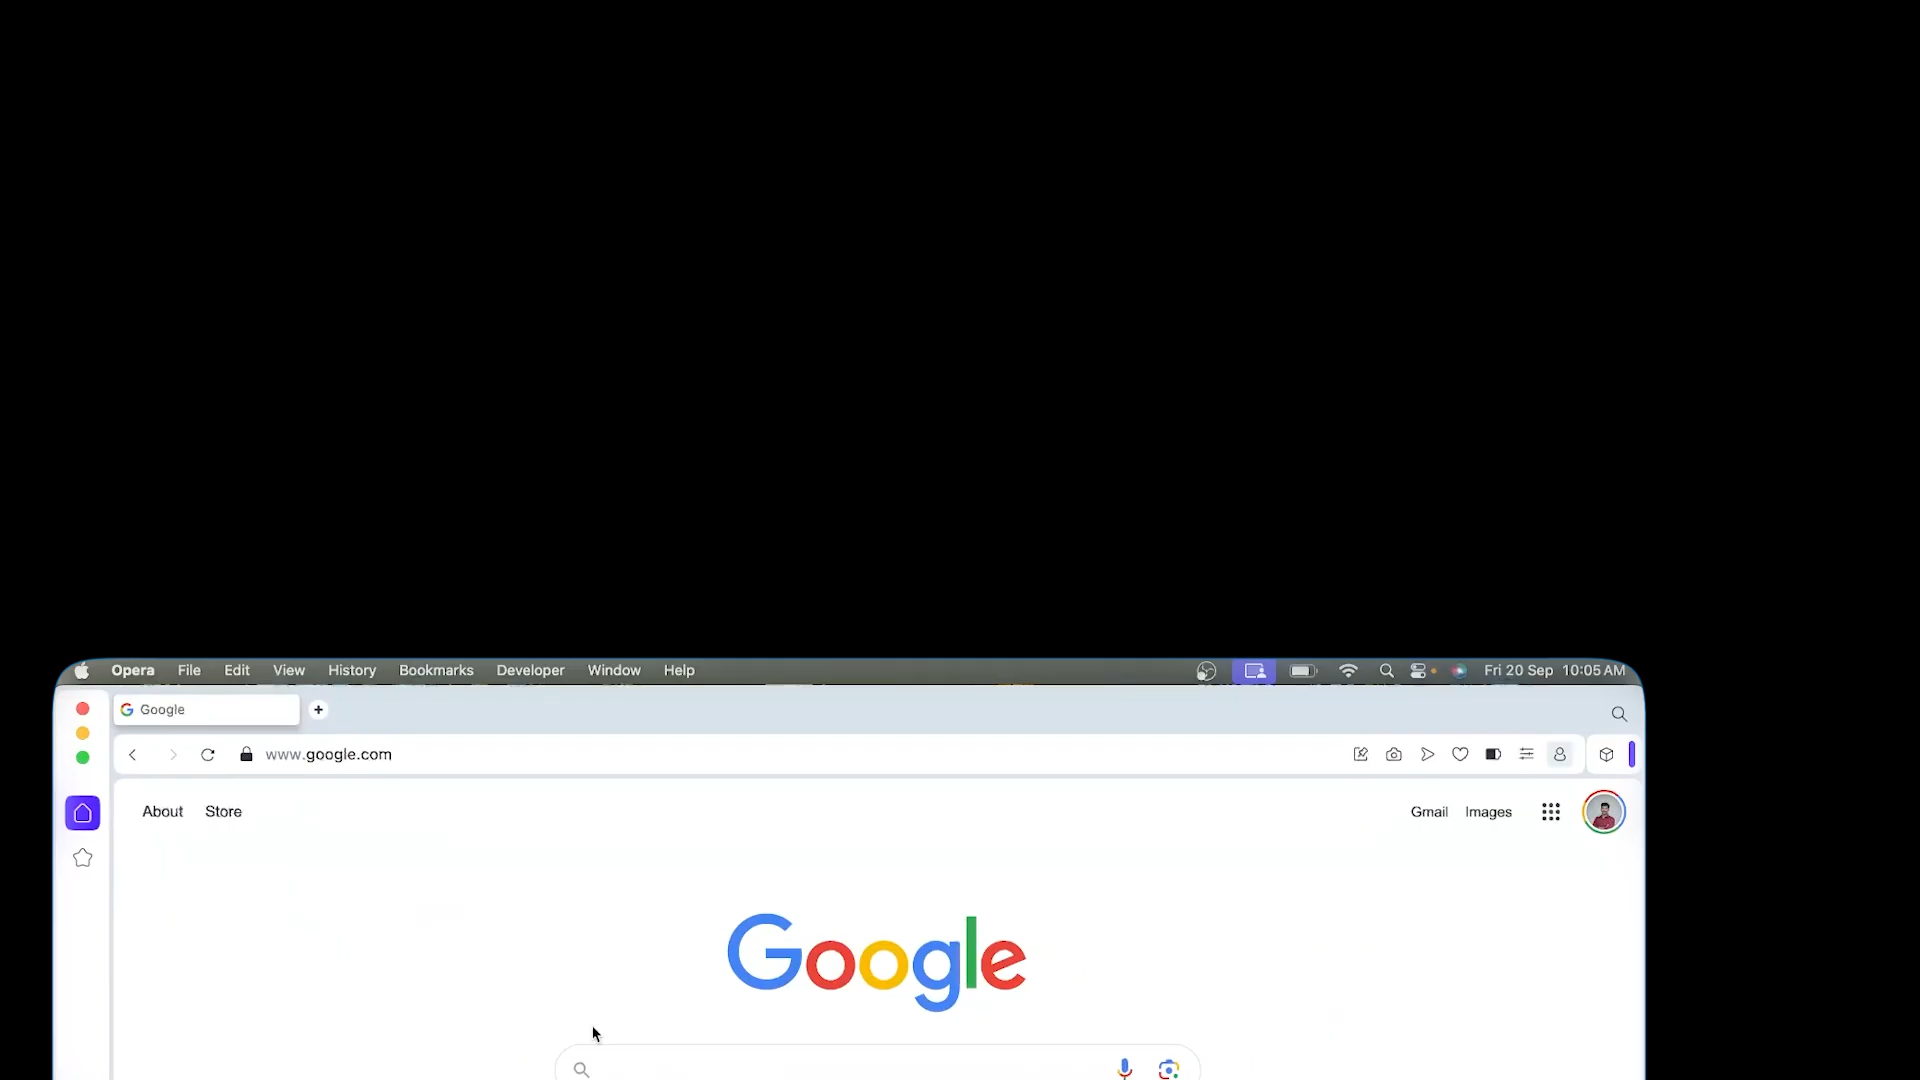 Opera File Edit View History Bookmarks Developer Window Help Fri 20 Sep 10:05 AM
Google
www.google.com
About Store Gmail Images
Google